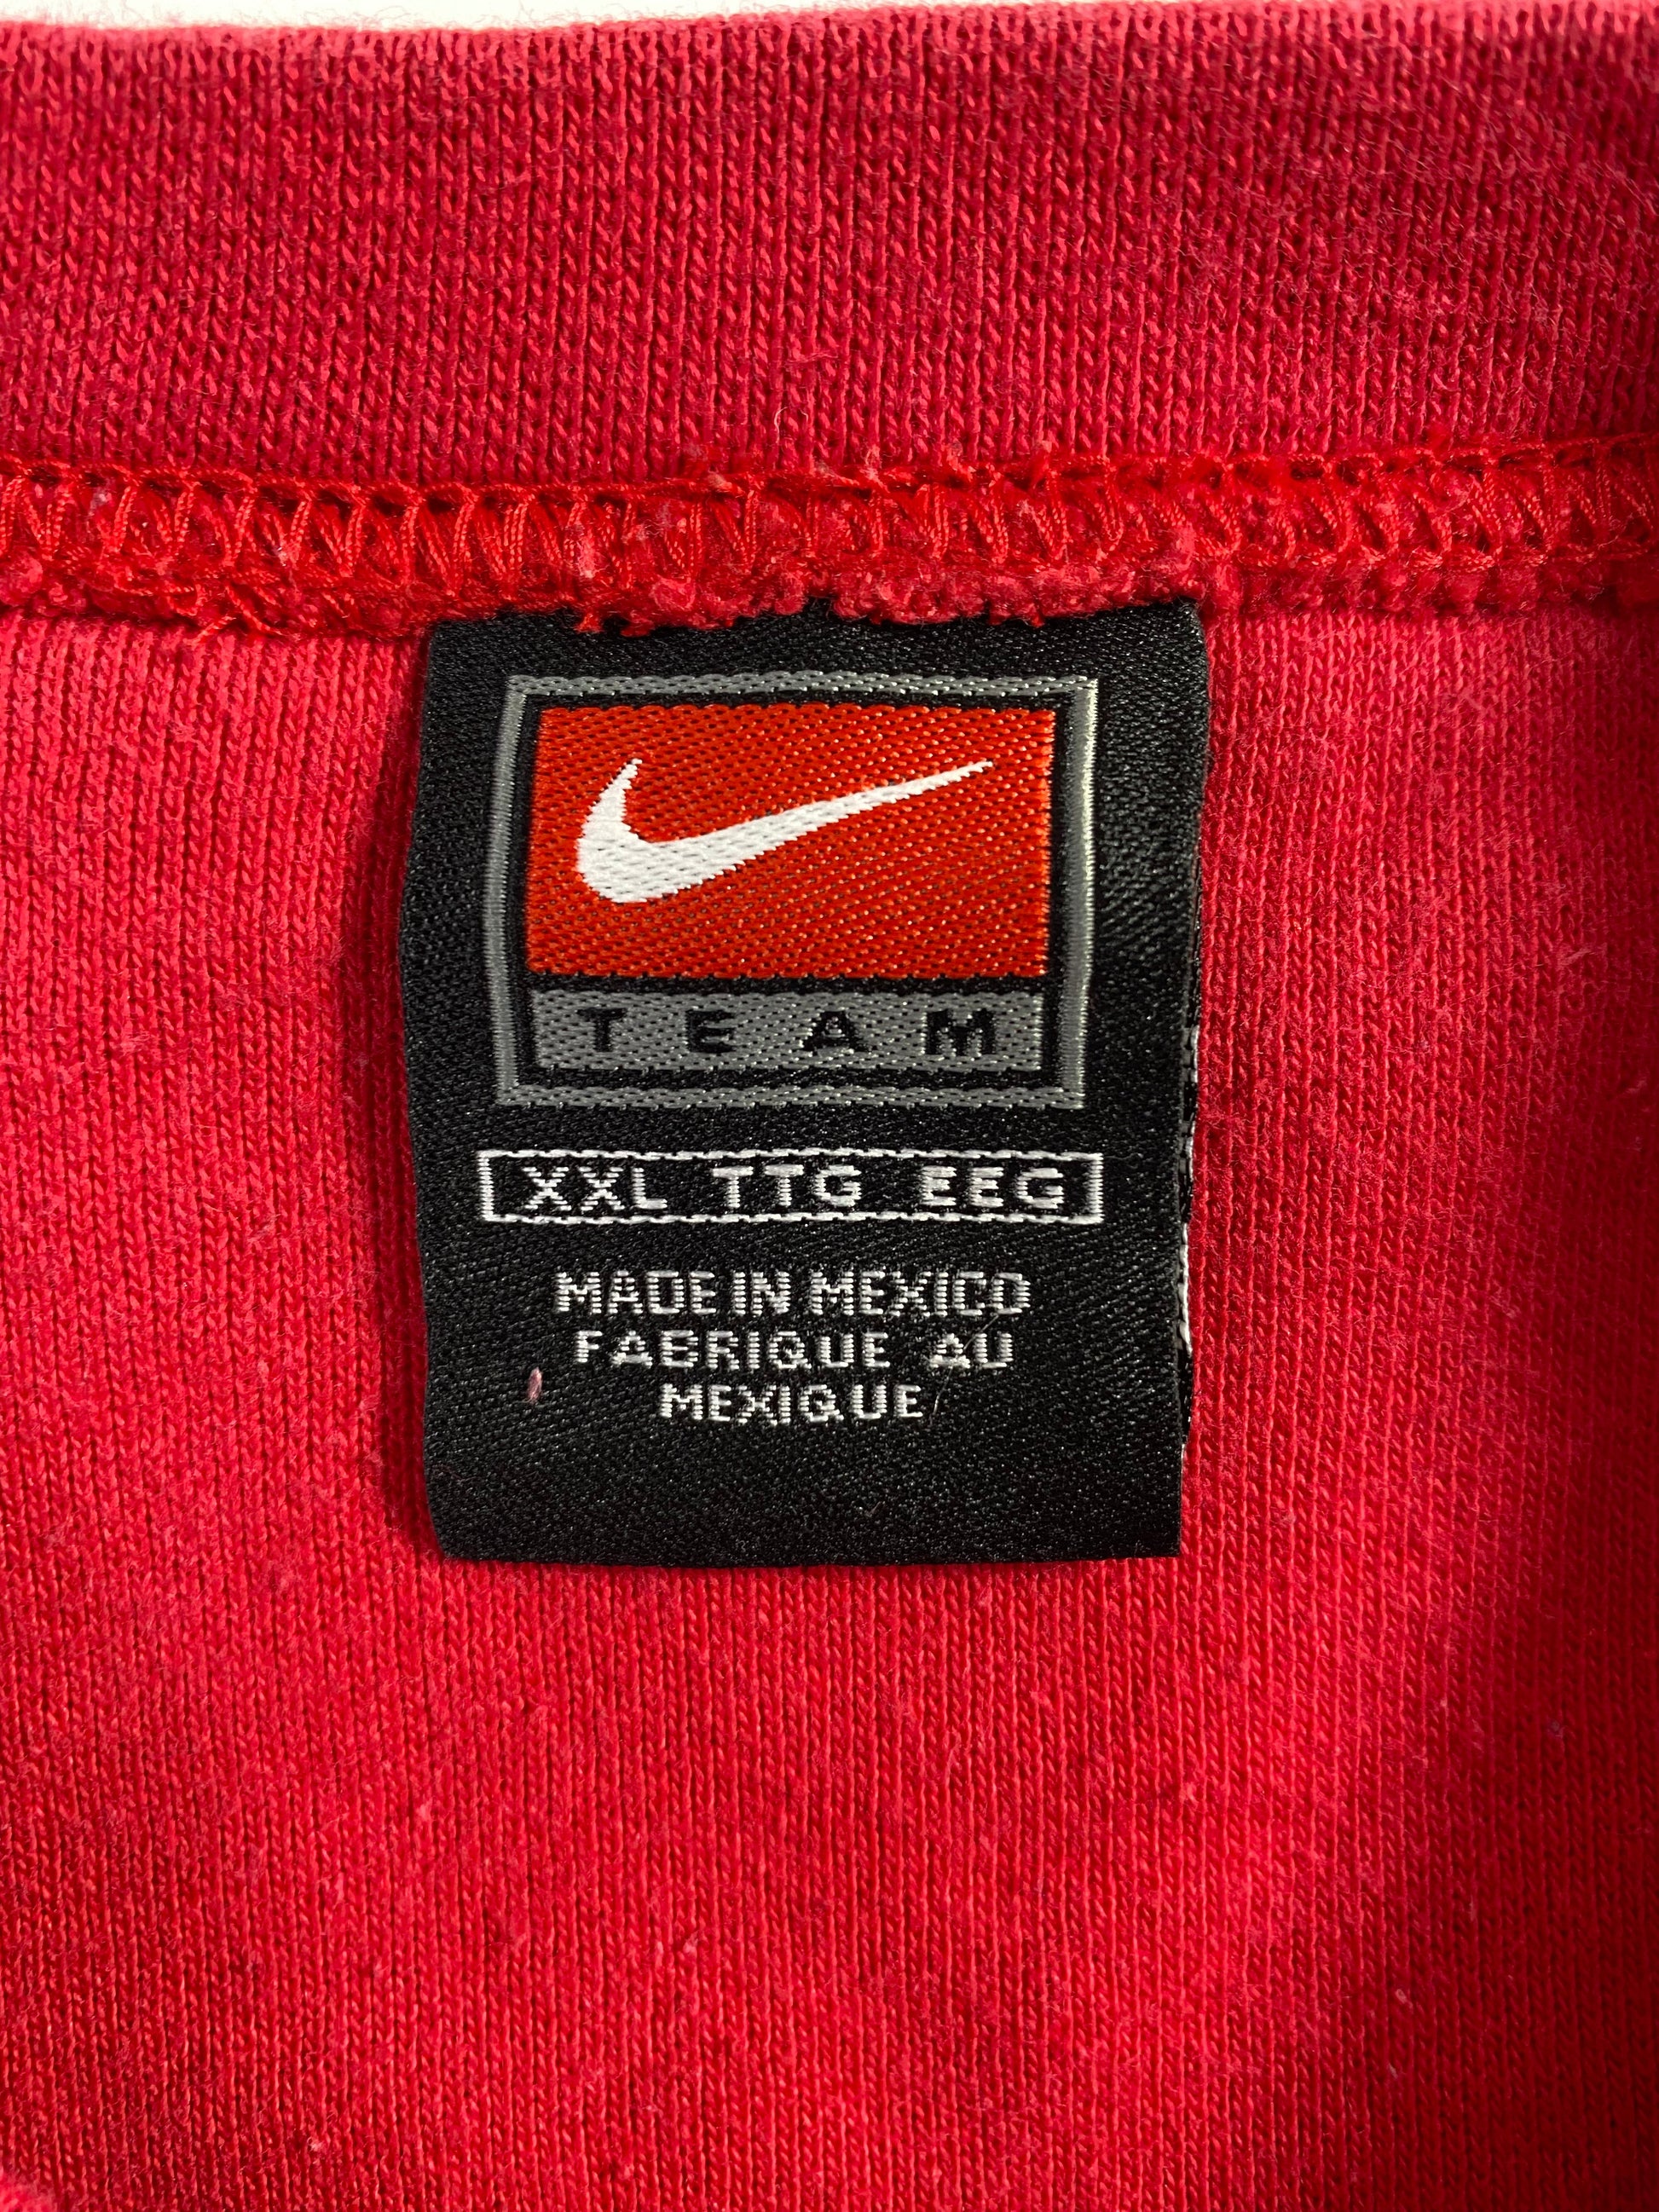 TEAM
XXL TTG EEG
MADE IN MEXICO
FABRIQUE AU
MEXIQUE